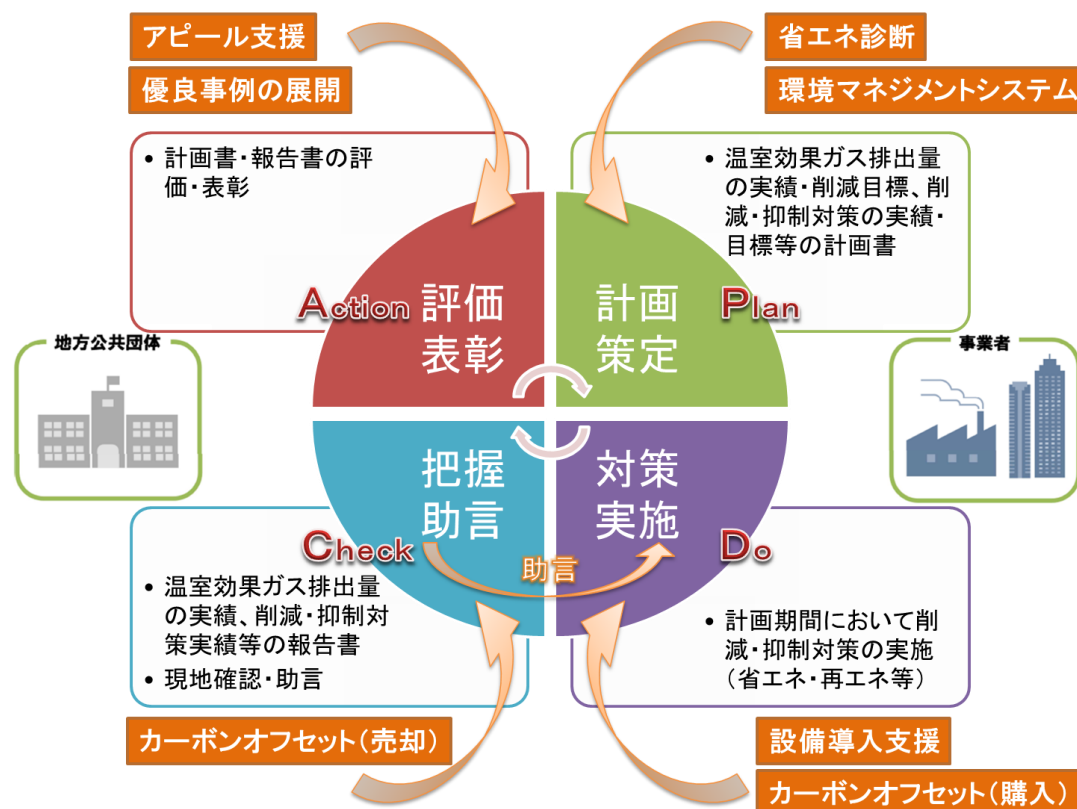 アピール支援
優良事例の展開
省エネ診断
環境マネジメントシステム
• 計画書・報告書の評
価・表彰
• 温室効果ガス排出量
の実績・削減目標、削
減・抑制対策の実績・
目標等の計画書
Action
評価
表彰
計画
策定
Plan
地方公共団体
事業者
把握
助言
対策
実施
Check
Do
助言
• 温室効果ガス排出量
の実績、削減・抑制対
策実績等の報告書
• 現地確認・助言
• 計画期間において削
減・抑制対策の実施
（省エネ・再エネ等）
カーボンオフセット（売却）
設備導入支援
カーボンオフセット（購入）